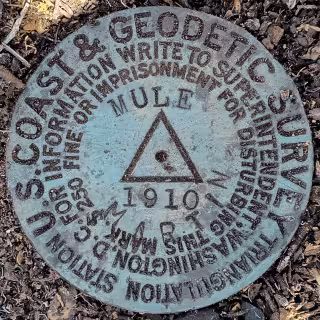 U.S. COAST & GEODETIC SURVEY TRIANGULATION STATION
FOR INFORMATION WRITE TO SUPERINTENDENT, WASHINGTON, D.C.
$250 FINE OR IMPRISONMENT FOR DISTURBING THIS MARK
MULE
1910